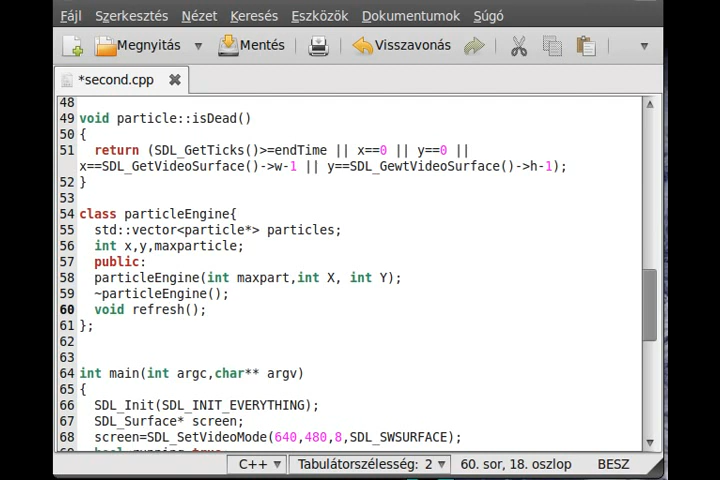 Fájl Szerkesztés Nézet Keresés Eszközök Dokumentumok Súgó
Megnyitás Mentés Visszavonás
*second.cpp
48
49 void particle::isDead()
50 {
51   return (SDL_GetTicks()>=endTime || x==0 || y==0 ||
x==SDL_GetVideoSurface()->w-1 || y==SDL_GewtVideoSurface()->h-1);
52 }
53
54 class particleEngine{
55   std::vector<particle*> particles;
56   int x,y,maxparticle;
57   public:
58   particleEngine(int maxpart,int X, int Y);
59   ~particleEngine();
60   void refresh();
61 };
62
63
64 int main(int argc,char** argv)
65 {
66   SDL_Init(SDL_INIT_EVERYTHING);
67   SDL_Surface* screen;
68   screen=SDL_SetVideoMode(640,480,8,SDL_SWSURFACE);
69   bool running=true
C++ Tabulátorszélesség: 2 60. sor, 18. oszlop BESZ